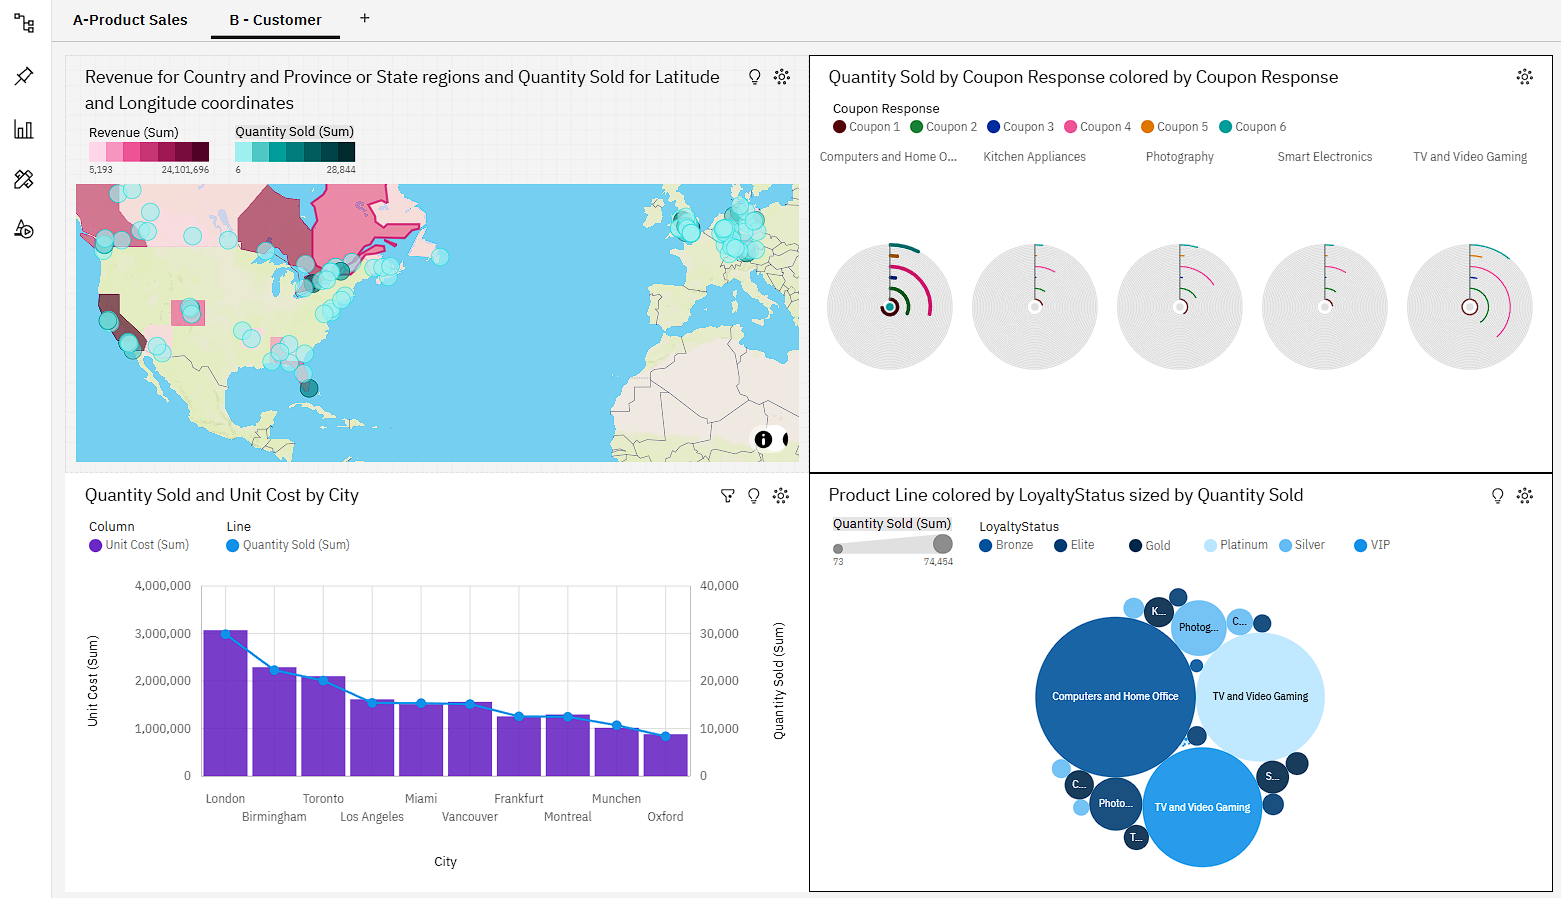 A-Product Sales
B - Customer
+
Revenue for Country and Province or State regions and Quantity Sold for Latitude
and Longitude coordinates
Revenue (Sum)
Quantity Sold (Sum)
5,193
24,101,696
6
28,844
Quantity Sold by Coupon Response colored by Coupon Response
Coupon Response
Coupon 1
Coupon 2
Coupon 3
Coupon 4
Coupon 5
Coupon 6
Computers and Home O...
Kitchen Appliances
Photography
Smart Electronics
TV and Video Gaming
Quantity Sold and Unit Cost by City
Column
Line
Unit Cost (Sum)
Quantity Sold (Sum)
4,000,000
40,000
3,000,000
30,000
2,000,000
20,000
1,000,000
10,000
0
0
Unit Cost (Sum)
Quantity Sold (Sum)
London
Toronto
Miami
Frankfurt
Munchen
Birmingham
Los Angeles
Vancouver
Montreal
Oxford
City
Product Line colored by LoyaltyStatus sized by Quantity Sold
Quantity Sold (Sum)
73
74,454
LoyaltyStatus
Bronze
Elite
Gold
Platinum
Silver
VIP
K...
Photog...
C...
Computers and Home Office
TV and Video Gaming
C...
S...
Photo...
TV and Video Gaming
T...